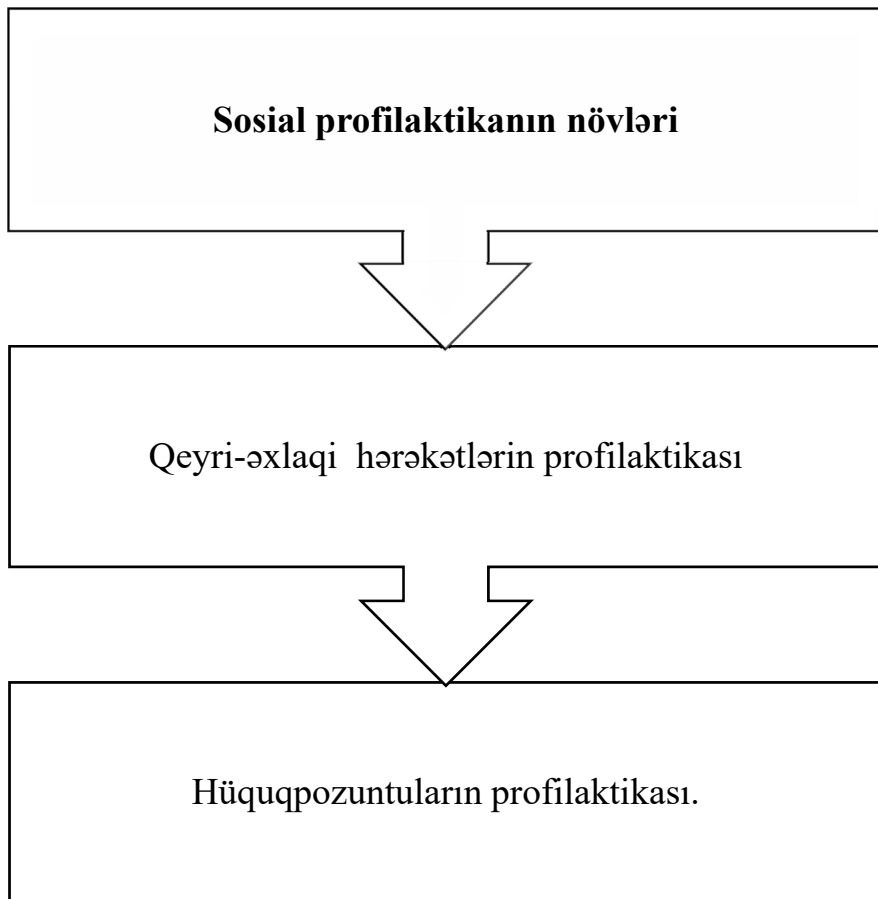 Sosial profilaktikanın növləri
Qeyri-əxlaqi hərəkətlərin profilaktikası
Hüquqpozuntuların profilaktikası.